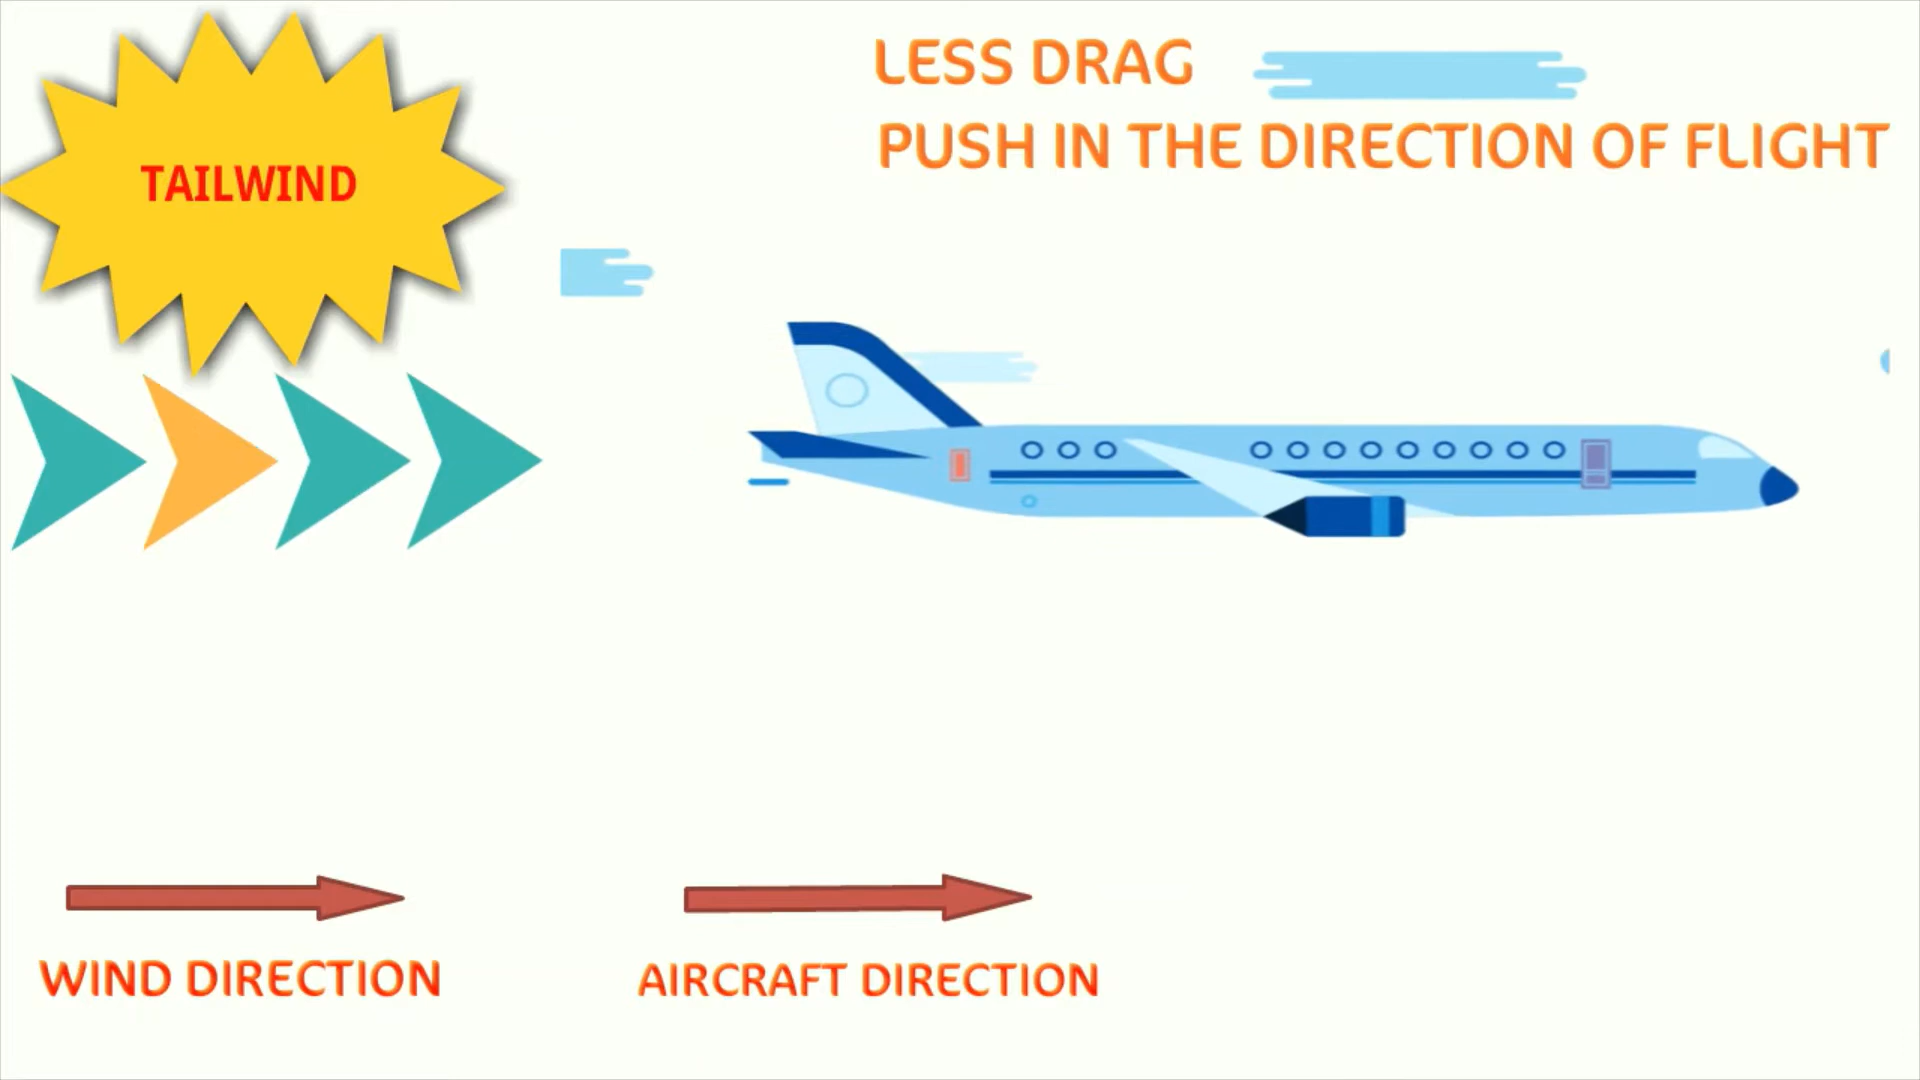 TAILWIND
LESS DRAG
PUSH IN THE DIRECTION OF FLIGHT
WIND DIRECTION
AIRCRAFT DIRECTION